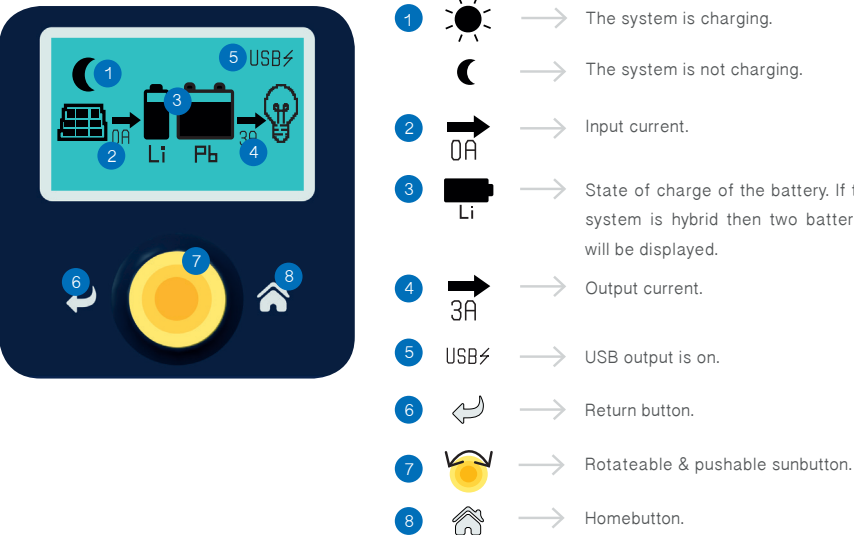 5 USB
1
3
0A
3A
2
4
Li Pb
7
6
8
1 The system is charging.
The system is not charging.
2 Input current.
0A
3 State of charge of the battery. If
Li
system is hybrid then two
will be displayed.
4 Output current.
3A
5 USB USB output is on.
6 Return button.
7 Rotateable & pushable sunbutton.
8 Homebutton.